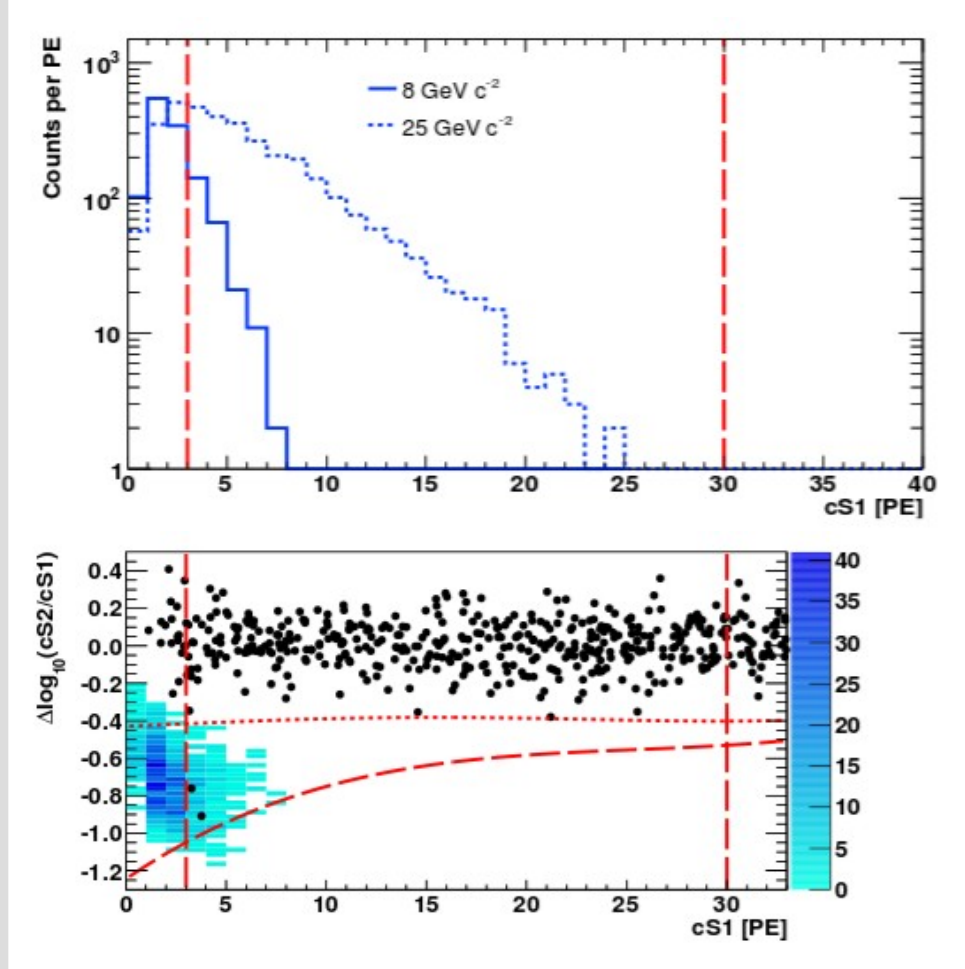 Counts per PE
10³
10²
10
1
8 GeV c⁻²
25 GeV c⁻²
0 5 10 15 20 25 30 35 40
cS1 [PE]
Δlog₁₀(cS2/cS1)
0.4
0.2
0.0
-0.2
-0.4
-0.6
-0.8
-1.0
-1.2
0 5 10 15 20 25 30
cS1 [PE]
40
35
30
25
20
15
10
5
0